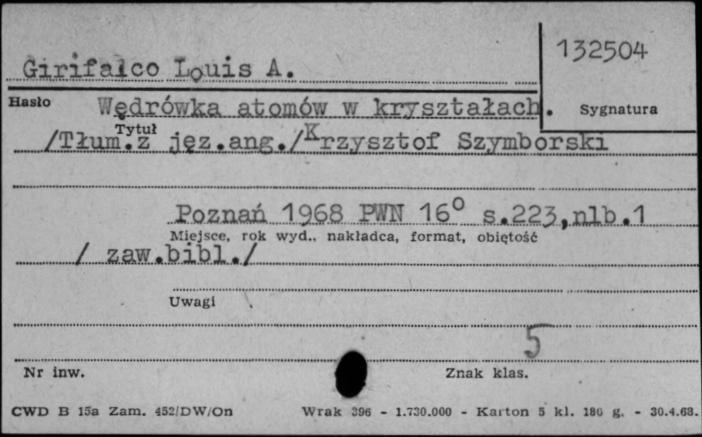 132504
Girifalco Louis A.
Hasło Wędrówka atomów w kryształach. Sygnatura
Tytuł
/Tłum.z jęz.ang./Krzysztof Szymborski
Poznań 1968 PWN 16° s.223,nlb.1
Miejsce, rok wyd., nakładca, format, objętość
/ zaw.bibl./
Uwagi
5
Nr inw. Znak klas.
CWD B 15a Zam. 452/DW/On Wrak 396 - 1.730.000 - Karton 5 kl. 180 g. - 30.4.68.